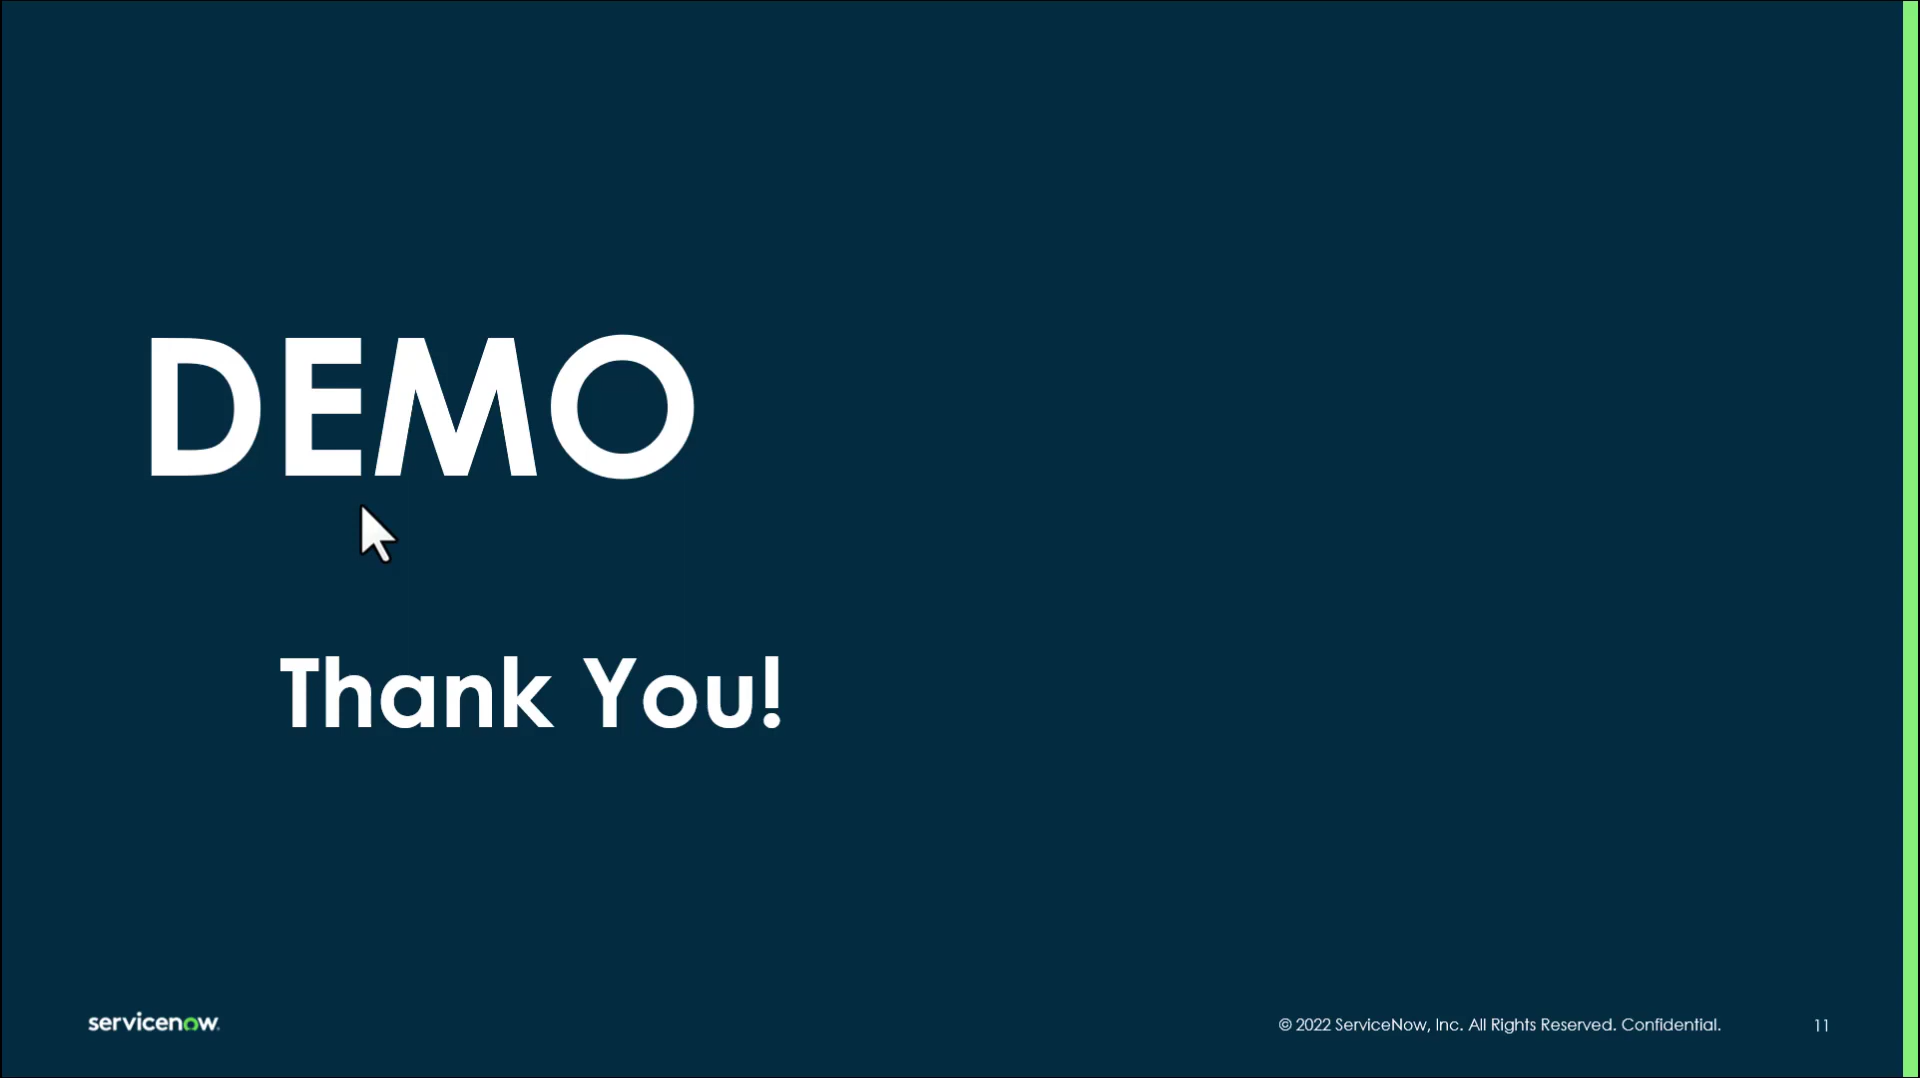 DEMO
Thank You!
servicenow.
© 2022 ServiceNow, Inc. All Rights Reserved. Confidential.
11